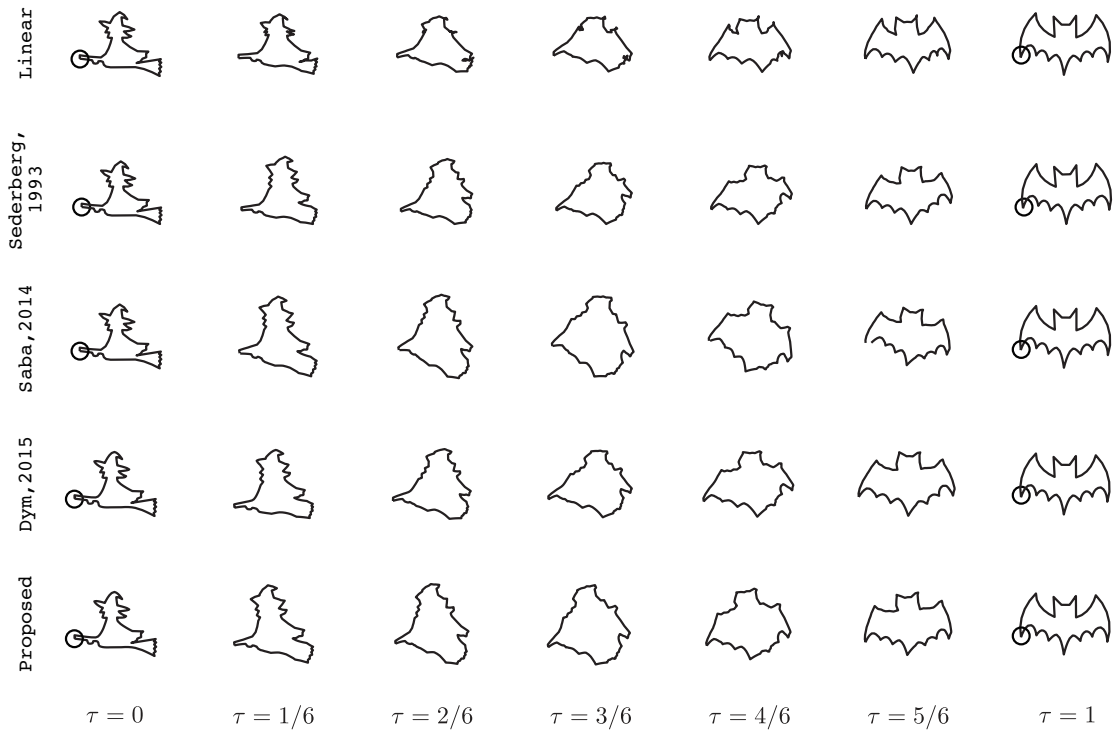 Linear
Sederberg,
1993
Saba,2014
Dym,2015
Proposed
τ = 0
τ = 1/6
τ = 2/6
τ = 3/6
τ = 4/6
τ = 5/6
τ = 1